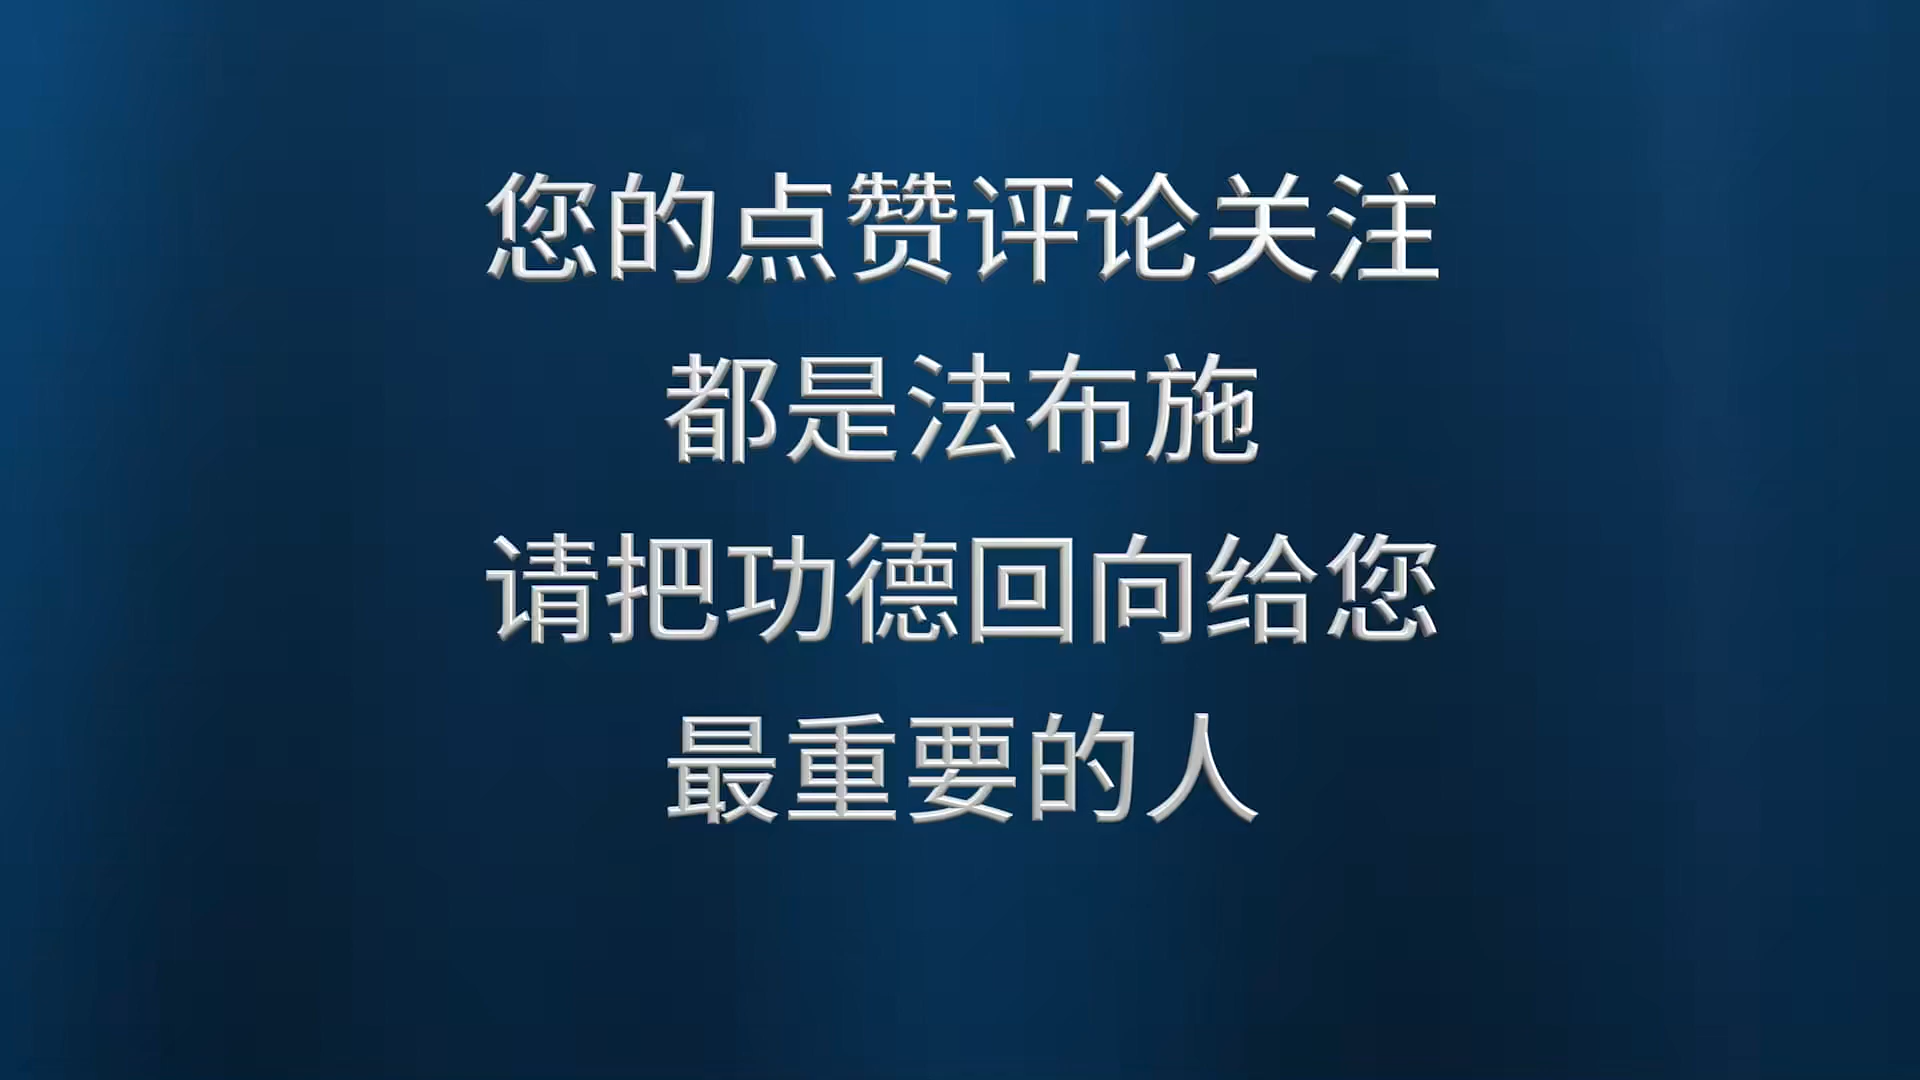 您的点赞评论关注
都是法布施
请把功德回向给您
最重要的人